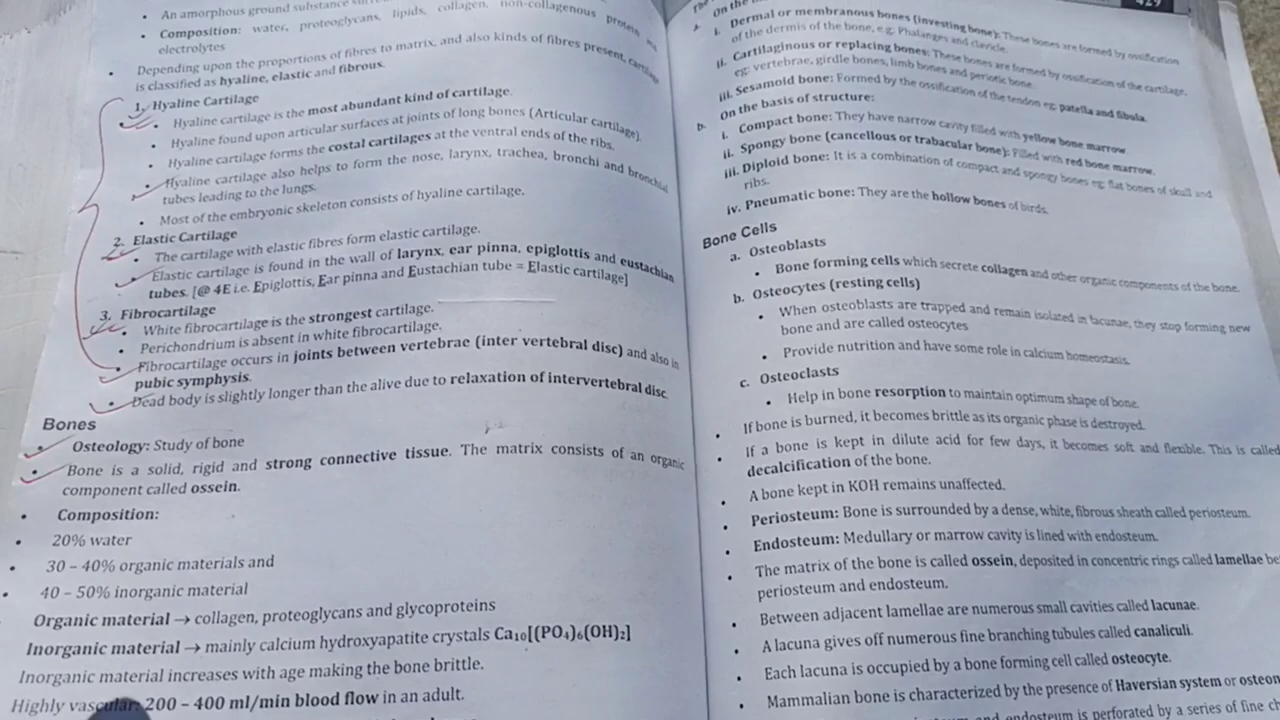 An amorphous ground substance
• Composition: water, proteoglycans, lipids, collagen, non-collagenous protein
electrolytes
• Depending upon the proportions of fibres to matrix, and also kinds of fibres present, cartilage
is classified as hyaline, elastic and fibrous.
1. Hyaline Cartilage
• Hyaline cartilage is the most abundant kind of cartilage.
• Hyaline found upon articular surfaces at joints of long bones (Articular cartilage).
• Hyaline cartilage forms the costal cartilages at the ventral ends of the ribs.
• Hyaline cartilage also helps to form the nose, larynx, trachea, bronchi and bronchial
tubes leading to the lungs.
• Most of the embryonic skeleton consists of hyaline cartilage.
2. Elastic Cartilage
• The cartilage with elastic fibres form elastic cartilage.
• Elastic cartilage is found in the wall of larynx, ear pinna, epiglottis and eustachian
tubes. [@ 4E i.e. Epiglottis, Ear pinna and Eustachian tube = Elastic cartilage]
3. Fibrocartilage
• White fibrocartilage is the strongest cartilage.
• Perichondrium is absent in white fibrocartilage.
• Fibrocartilage occurs in joints between vertebrae (inter vertebral disc) and also in
pubic symphysis.
• Dead body is slightly longer than the alive due to relaxation of intervertebral disc.
Bones
• Osteology: Study of bone
• Bone is a solid, rigid and strong connective tissue. The matrix consists of an organic
component called ossein.
• Composition:
• 20% water
• 30 – 40% organic materials and
• 40 – 50% inorganic material
Organic material → collagen, proteoglycans and glycoproteins
Inorganic material → mainly calcium hydroxyapatite crystals Ca₁₀[(PO₄)₆(OH)₂]
Inorganic material increases with age making the bone brittle.
Highly vascular: 200 – 400 ml/min blood flow in an adult.
429
On the
i. Dermal or membranous bones (investing bone): These bones are formed by ossification
of the dermis of the bone, e.g. Phalanges and clavicle.
ii. Cartilaginous or replacing bones: These bones are formed by ossification of the cartilage.
eg: vertebrae, girdle bones, limb bones and periotic bone.
iii. Sesamoid bone: Formed by the ossification of the tendon eg: patella and fibula.
b. On the basis of structure:
i. Compact bone: They have narrow cavity filled with yellow bone marrow.
ii. Spongy bone (cancellous or trabacular bone): Filled with red bone marrow.
iii. Diploid bone: It is a combination of compact and spongy bones eg: flat bones of skull and
ribs.
iv. Pneumatic bone: They are the hollow bones of birds.
Bone Cells
a. Osteoblasts
• Bone forming cells which secrete collagen and other organic components of the bone.
b. Osteocytes (resting cells)
• When osteoblasts are trapped and remain isolated in lacunae, they stop forming new
bone and are called osteocytes
• Provide nutrition and have some role in calcium homeostasis.
c. Osteoclasts
• Help in bone resorption to maintain optimum shape of bone.
• If bone is burned, it becomes brittle as its organic phase is destroyed.
• If a bone is kept in dilute acid for few days, it becomes soft and flexible. This is called
decalcification of the bone.
• A bone kept in KOH remains unaffected.
• Periosteum: Bone is surrounded by a dense, white, fibrous sheath called periosteum.
• Endosteum: Medullary or marrow cavity is lined with endosteum.
• The matrix of the bone is called ossein, deposited in concentric rings called lamellae be
periosteum and endosteum.
• Between adjacent lamellae are numerous small cavities called lacunae.
• A lacuna gives off numerous fine branching tubules called canaliculi.
• Each lacuna is occupied by a bone forming cell called osteocyte.
• Mammalian bone is characterized by the presence of Haversian system or osteon
and endosteum is perforated by a series of fine ch